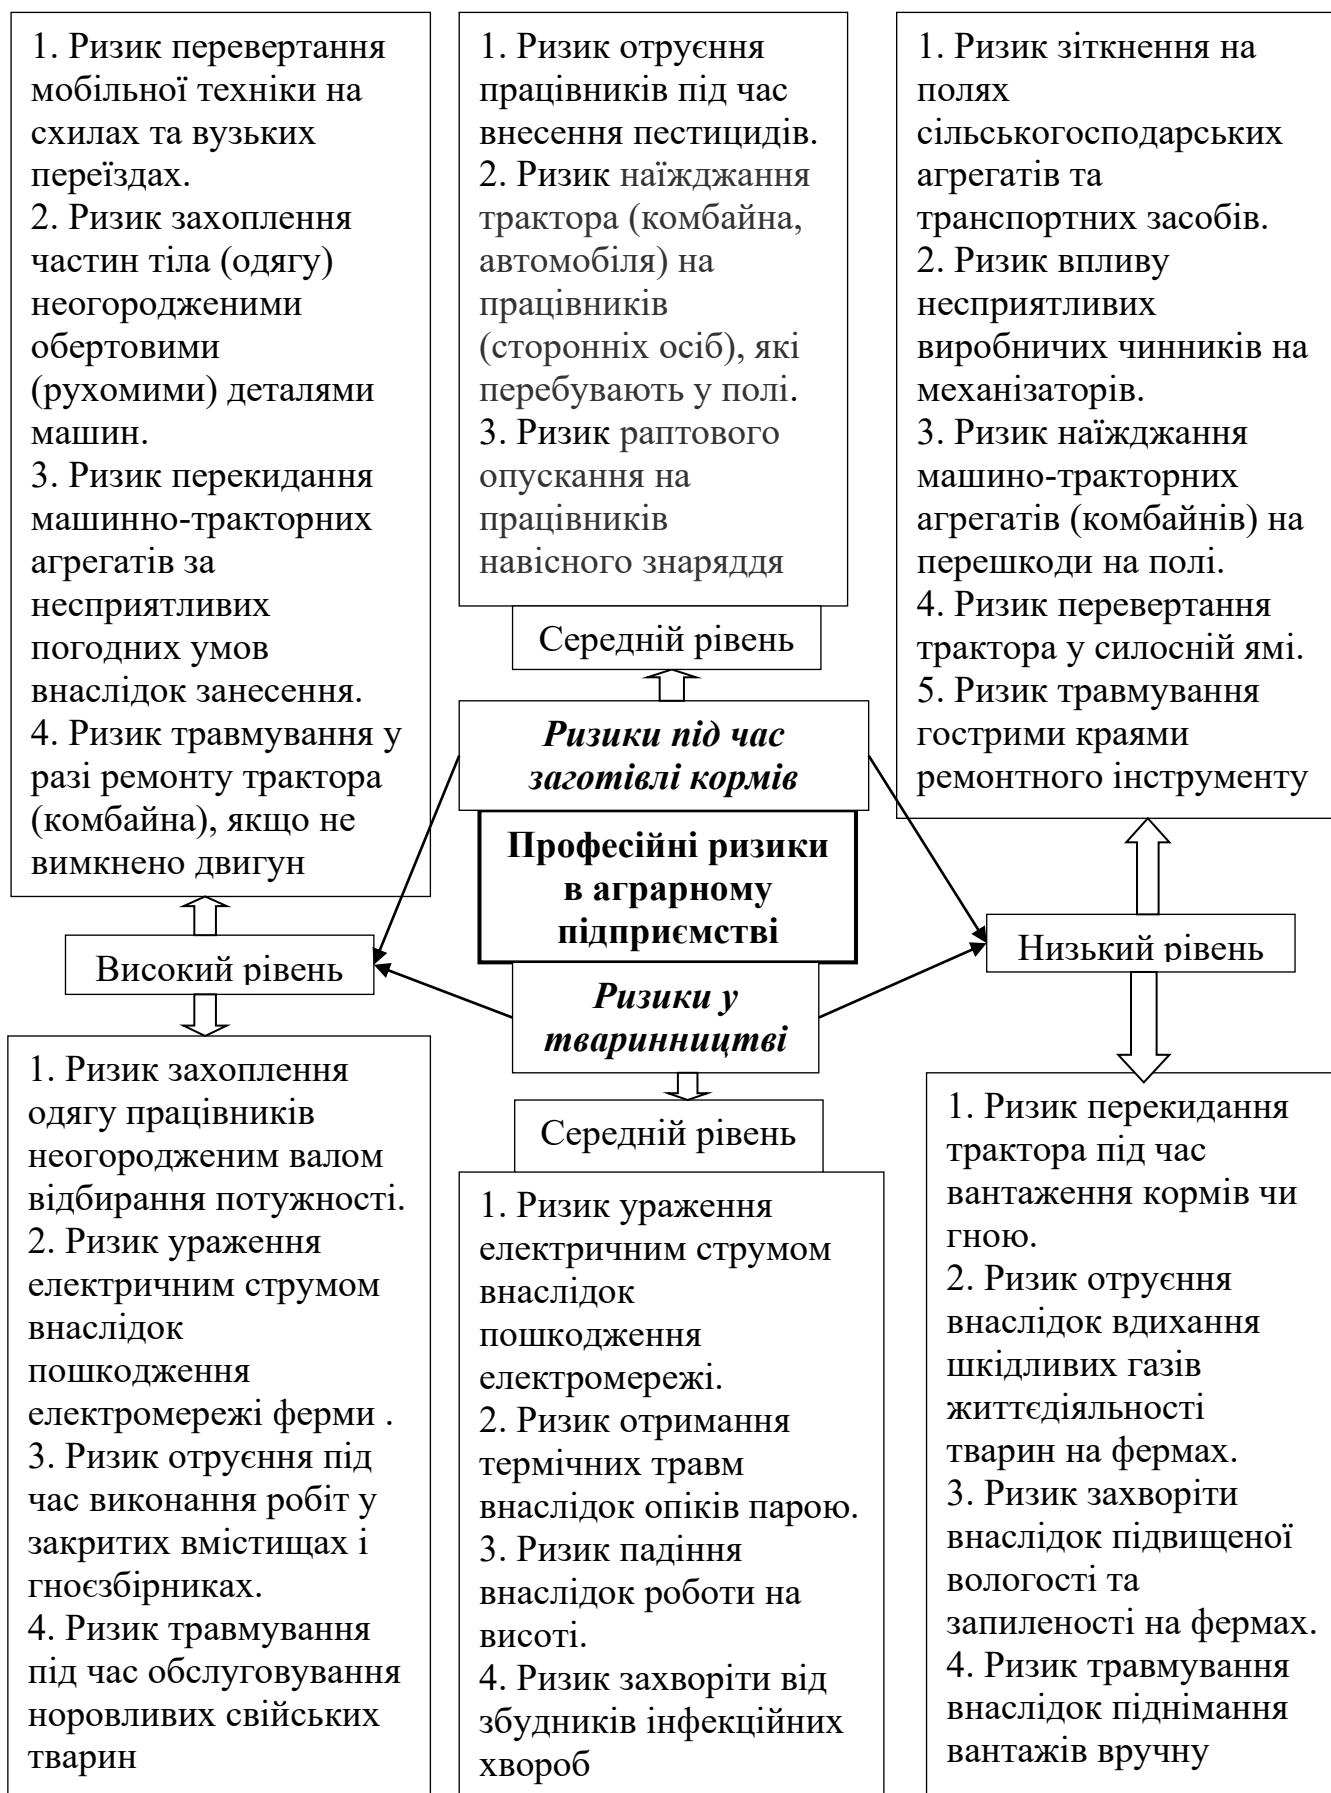 1. Ризик перевертання
мобільної техніки на
схилах та вузьких
переїздах.
2. Ризик захоплення
частин тіла (одягу)
неогородженими
обертовими
(рухомими) деталями
машин.
3. Ризик перекидання
машинно-тракторних
агрегатів за
несприятливих
погодних умов
внаслідок занесення.
4. Ризик травмування у
разі ремонту трактора
(комбайна), якщо не
вимкнено двигун
1. Ризик отруєння
працівників під час
внесення пестицидів.
2. Ризик наїжджання
трактора (комбайна,
автомобіля) на
працівників
(сторонніх осіб), які
перебувають у полі.
3. Ризик раптового
опускання на
працівників
навісного знаряддя
Середній рівень
1. Ризик зіткнення на
полях
сільськогосподарських
агрегатів та
транспортних засобів.
2. Ризик впливу
несприятливих
виробничих чинників на
механізаторів.
3. Ризик наїжджання
машино-тракторних
агрегатів (комбайнів) на
перешкоди на полі.
4. Ризик перевертання
трактора у силосній ямі.
5. Ризик травмування
гострими краями
ремонтного інструменту
Ризики під час
заготівлі кормів
Професійні ризики
в аграрному
підприємстві
Ризики у
тваринництві
Високий рівень
Низький рівень
1. Ризик захоплення
одягу працівників
неогородженим валом
відбирання потужності.
2. Ризик ураження
електричним струмом
внаслідок
пошкодження
електромережі ферми .
3. Ризик отруєння під
час виконання робіт у
закритих вмістищах і
гноєзбірниках.
4. Ризик травмування
під час обслуговування
норовливих свійських
тварин
Середній рівень
1. Ризик ураження
електричним струмом
внаслідок
пошкодження
електромережі.
2. Ризик отримання
термічних травм
внаслідок опіків парою.
3. Ризик падіння
внаслідок роботи на
висоті.
4. Ризик захворіти від
збудників інфекційних
хвороб
1. Ризик перекидання
трактора під час
вантаження кормів чи
гною.
2. Ризик отруєння
внаслідок вдихання
шкідливих газів
життєдіяльності
тварин на фермах.
3. Ризик захворіти
внаслідок підвищеної
вологості та
запиленості на фермах.
4. Ризик травмування
внаслідок піднімання
вантажів вручну